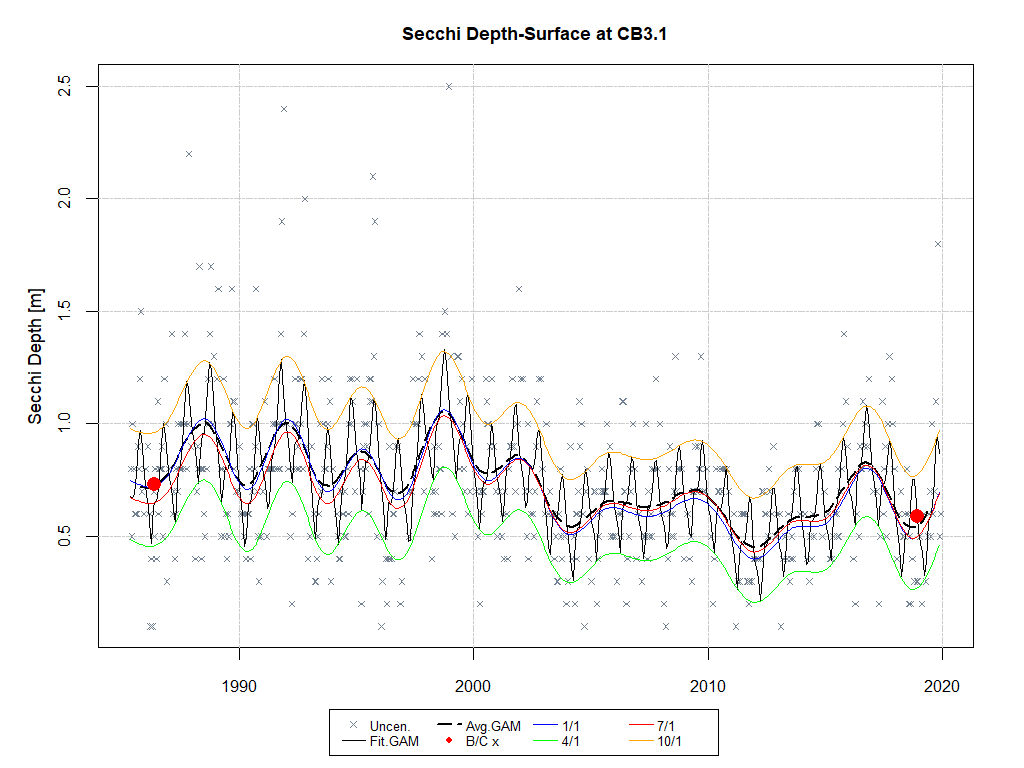 Secchi Depth-Surface at CB3.1
2.5
2.0
1.5
1.0
0.5
Secchi Depth [m]
1990 2000 2010 2020
Uncen. Avg.GAM 1/1 7/1
Fit.GAM B/C x 4/1 10/1